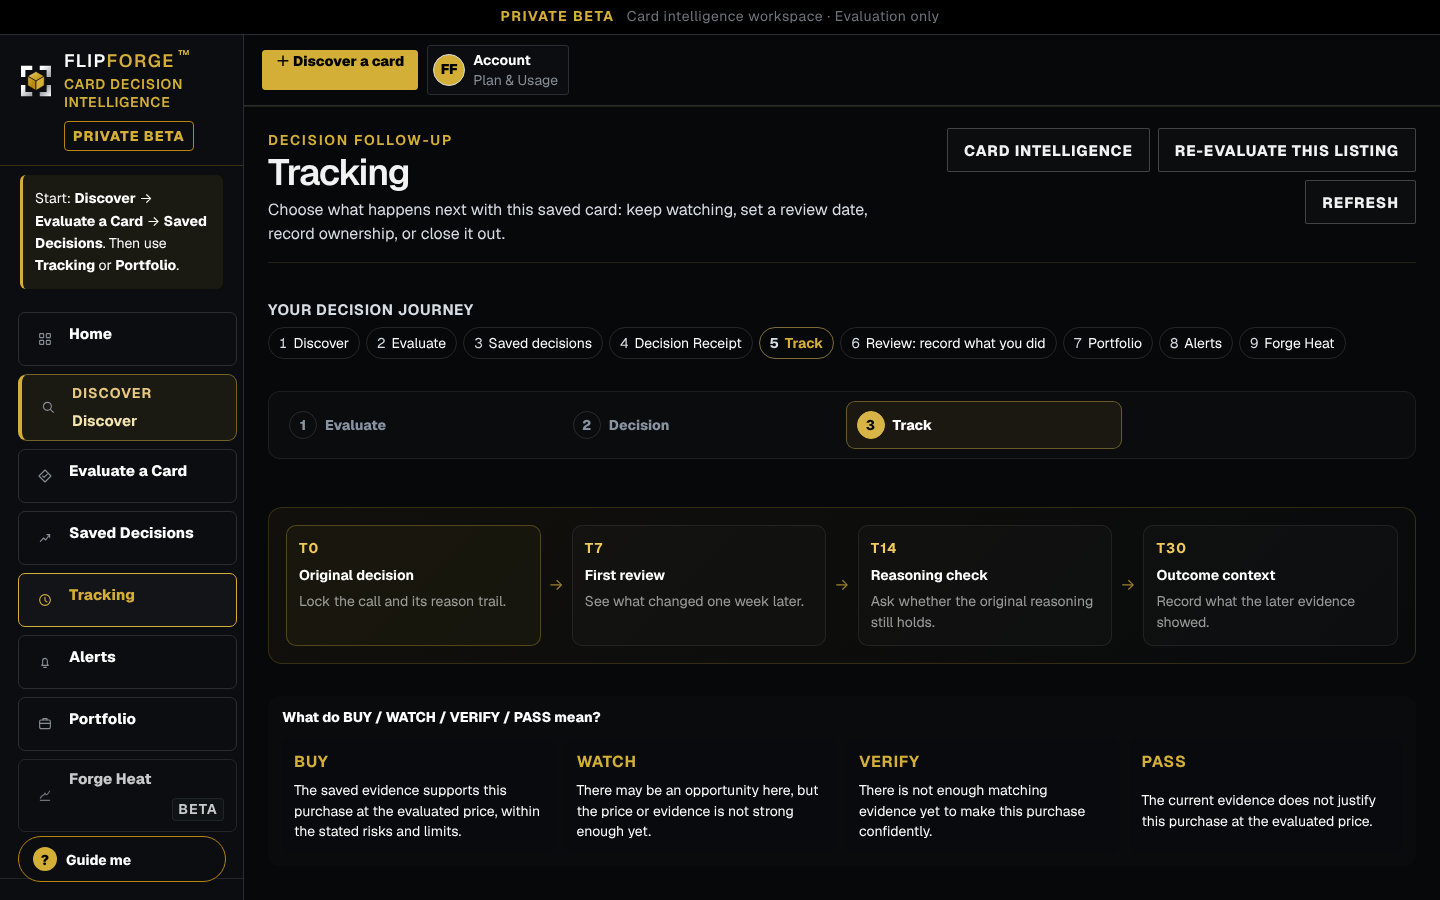 PRIVATE BETA Card intelligence workspace · Evaluation only
FLIPFORGE™
CARD DECISION
INTELLIGENCE
PRIVATE BETA
Start: Discover →
Evaluate a Card → Saved
Decisions. Then use
Tracking or Portfolio.
Home
DISCOVER
Discover
Evaluate a Card
Saved Decisions
Tracking
Alerts
Portfolio
Forge Heat
BETA
? Guide me
+ Discover a card
FF
Account
Plan & Usage
DECISION FOLLOW-UP
Tracking
Choose what happens next with this saved card: keep watching, set a review date,
record ownership, or close it out.
CARD INTELLIGENCE
RE-EVALUATE THIS LISTING
REFRESH
YOUR DECISION JOURNEY
1 Discover
2 Evaluate
3 Saved decisions
4 Decision Receipt
5 Track
6 Review: record what you did
7 Portfolio
8 Alerts
9 Forge Heat
1 Evaluate
2 Decision
3 Track
T0
Original decision
Lock the call and its reason trail.
→
T7
First review
See what changed one week later.
→
T14
Reasoning check
Ask whether the original reasoning
still holds.
→
T30
Outcome context
Record what the later evidence
showed.
What do BUY / WATCH / VERIFY / PASS mean?
BUY
The saved evidence supports this
purchase at the evaluated price, within
the stated risks and limits.
WATCH
There may be an opportunity here, but
the price or evidence is not strong
enough yet.
VERIFY
There is not enough matching
evidence yet to make this purchase
confidently.
PASS
The current evidence does not justify
this purchase at the evaluated price.